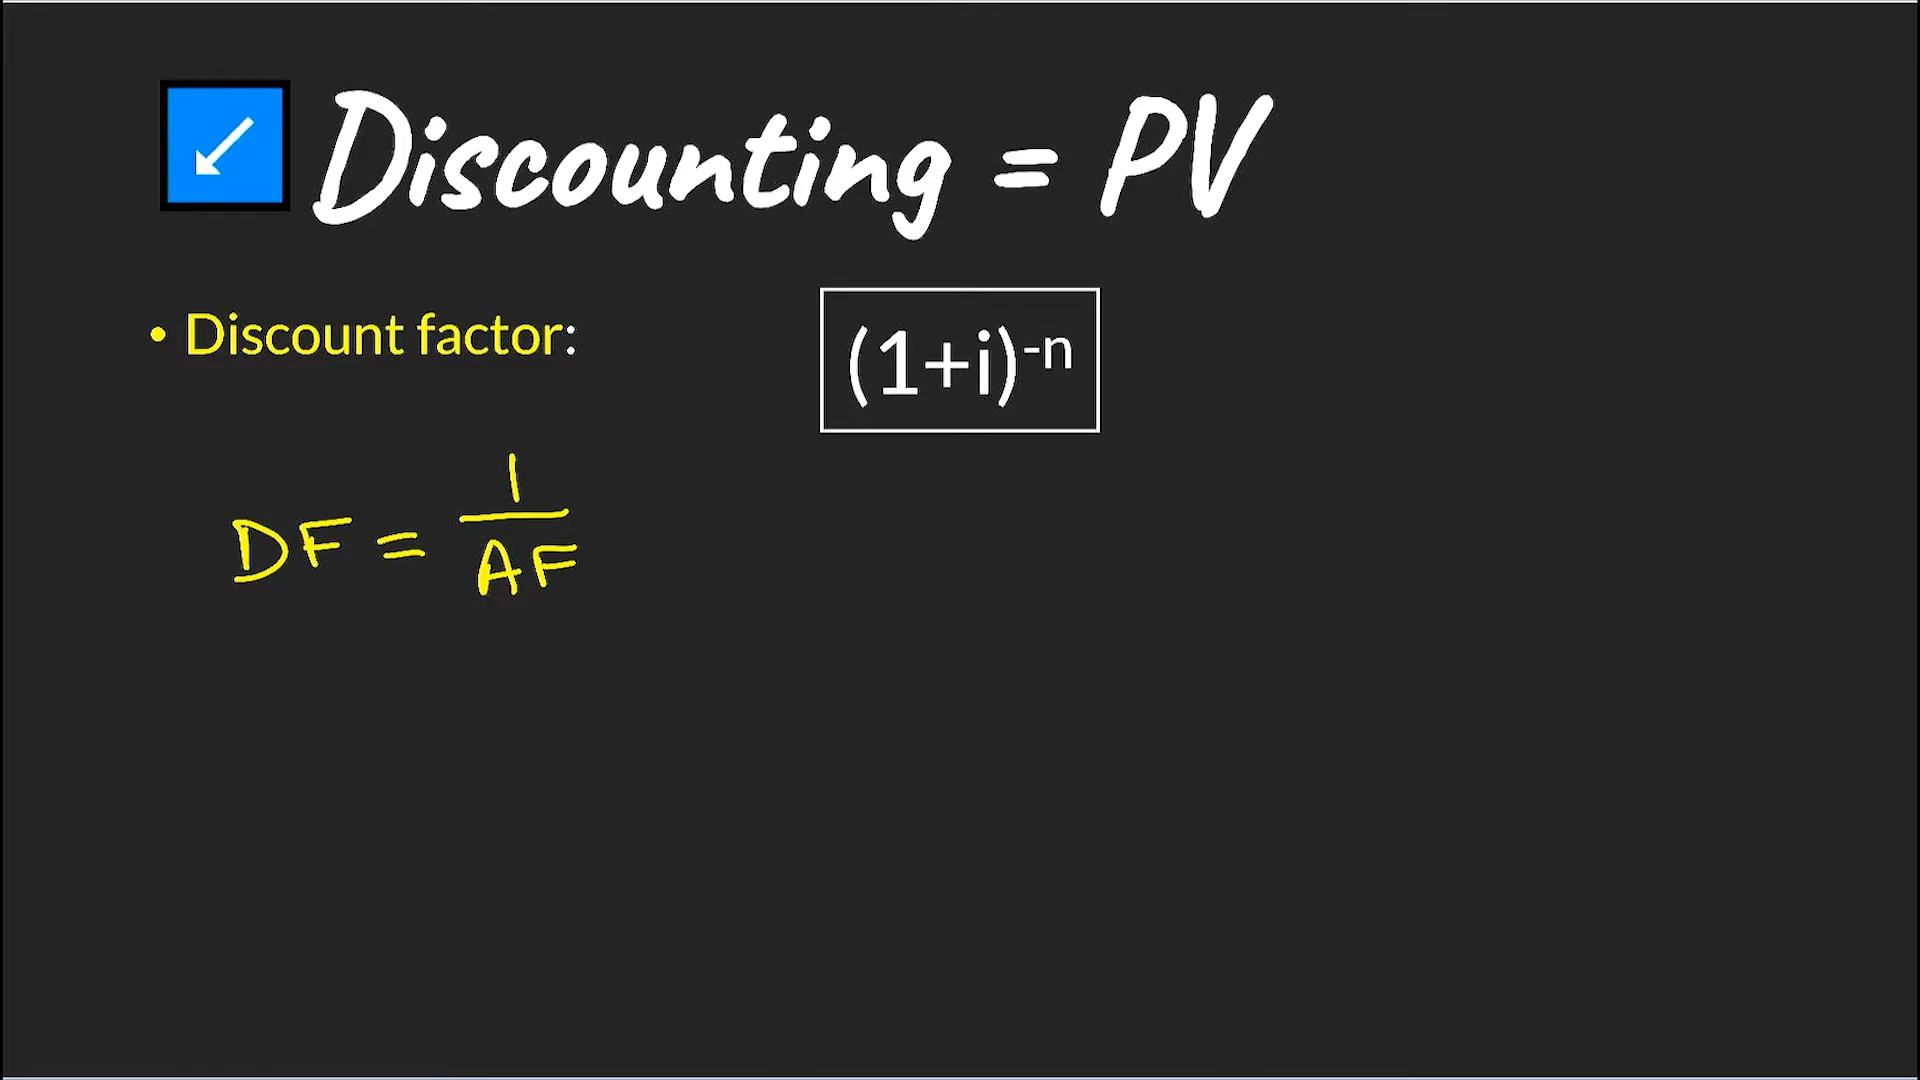 Discounting = PV
• Discount factor:
(1+i)⁻ⁿ
DF = 1/AF